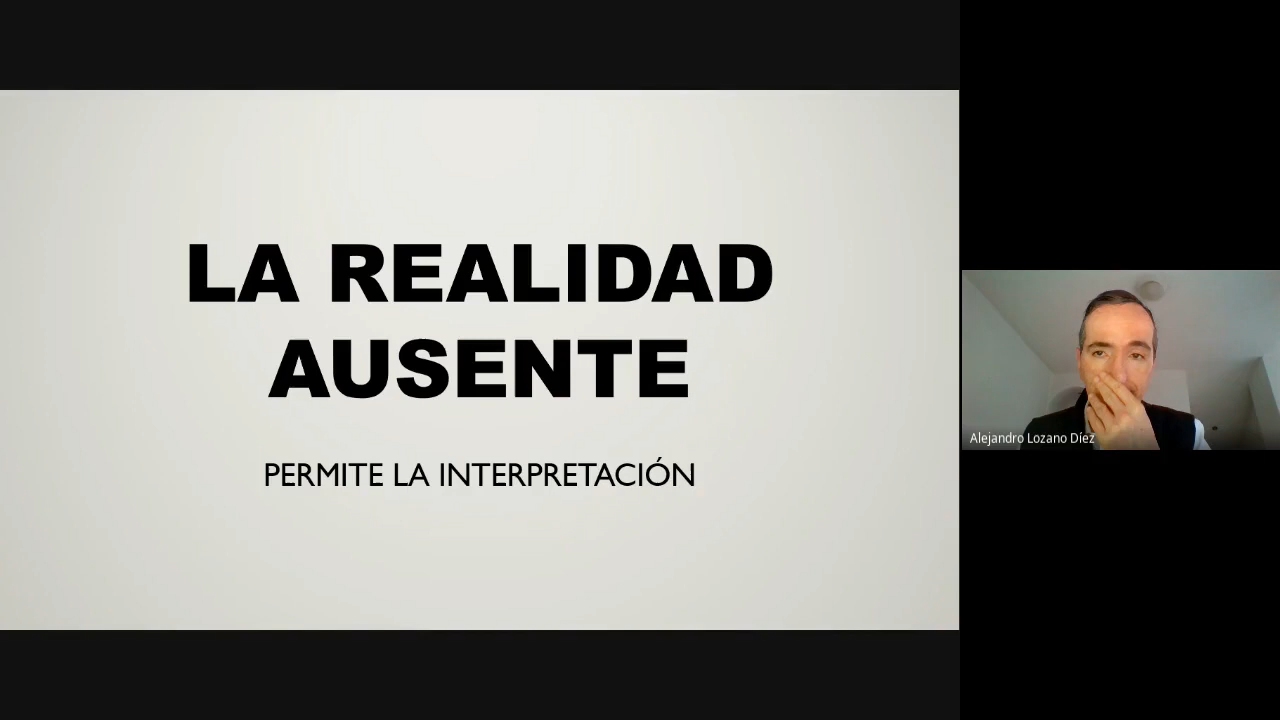 LA REALIDAD
AUSENTE
PERMITE LA INTERPRETACIÓN
Alejandro Lozano Díez